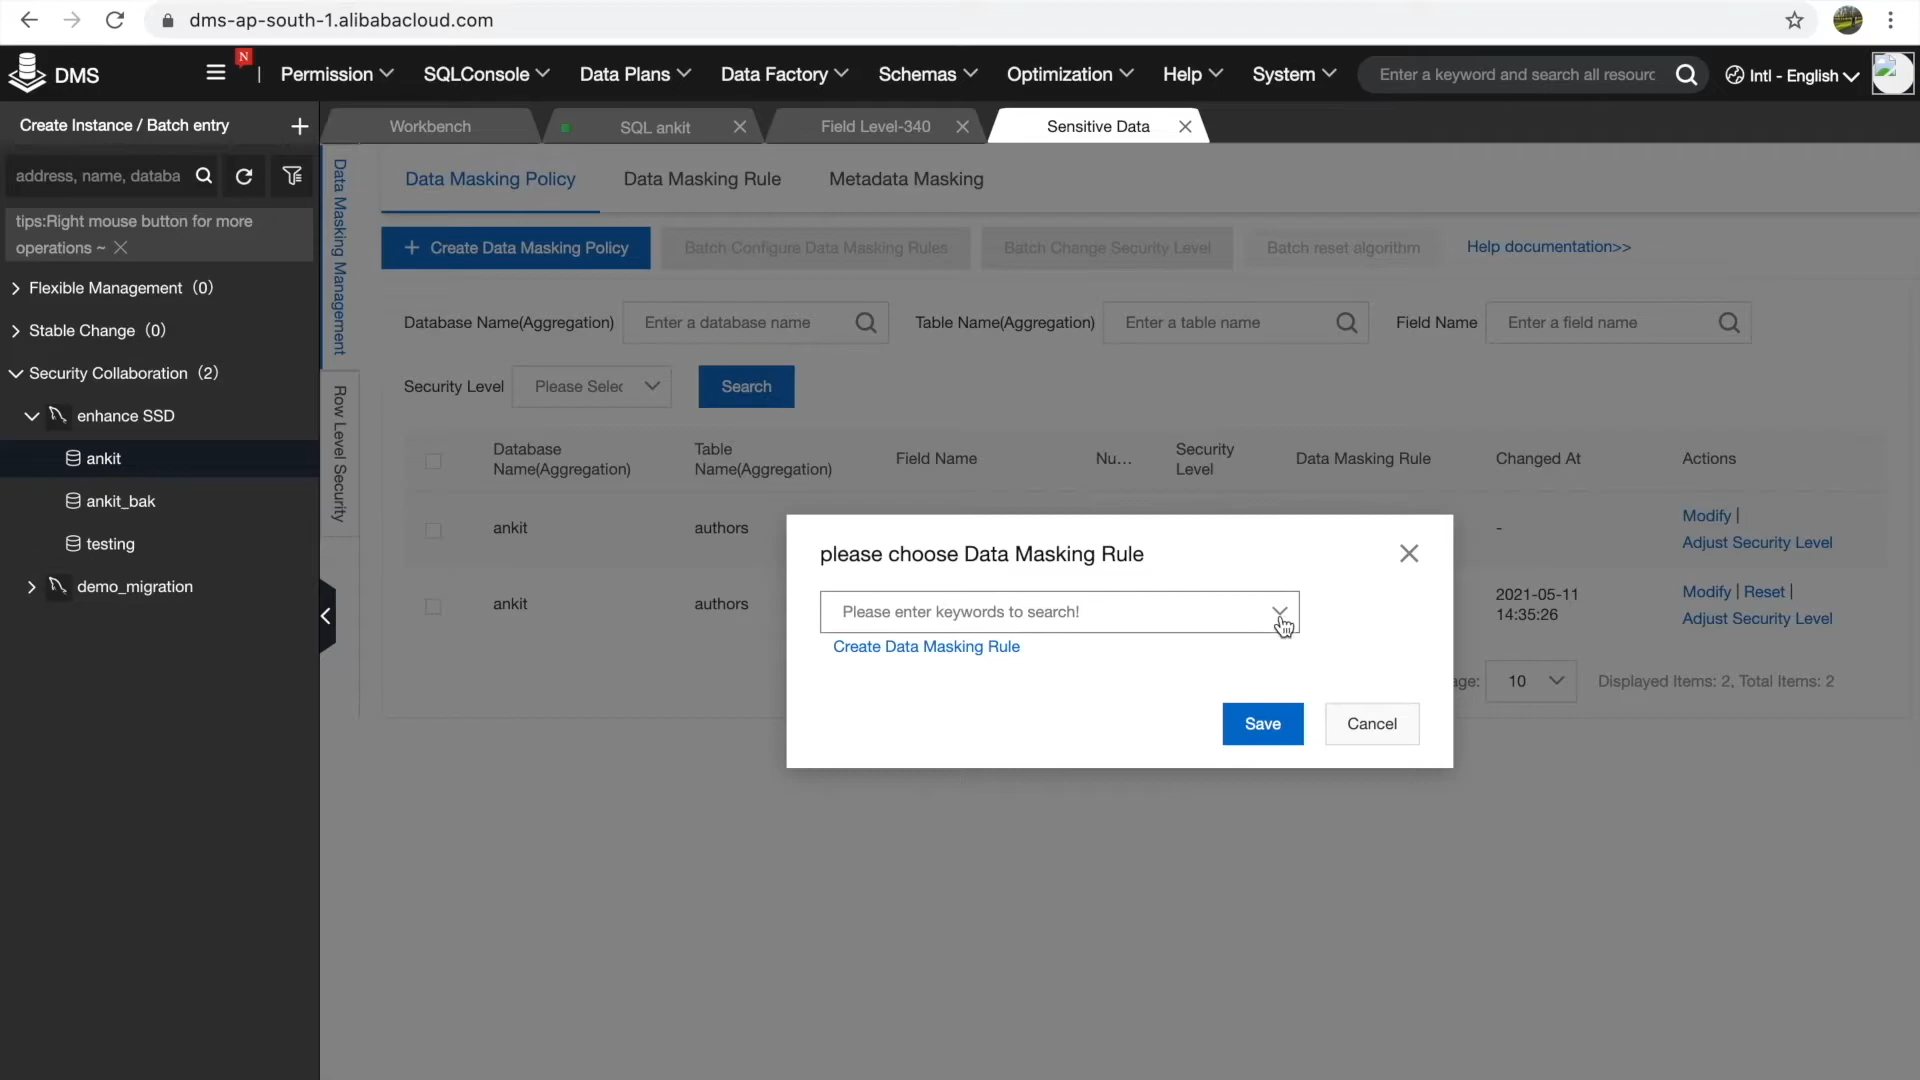 dms-ap-south-1.alibabacloud.com
DMS
N
Permission
SQLConsole
Data Plans
Data Factory
Schemas
Optimization
Help
System
Enter a keyword and search all resourc
Intl - English
Create Instance / Batch entry
Workbench
SQL ankit
Field Level-340
Sensitive Data
address, name, databa
tips:Right mouse button for more
operations ~
Flexible Management (0)
Stable Change (0)
Security Collaboration (2)
enhance SSD
ankit
ankit_bak
testing
demo_migration
Data Masking Management
Row Level Security
Data Masking Policy
Data Masking Rule
Metadata Masking
Create Data Masking Policy
Batch Configure Data Masking Rules
Batch Change Security Level
Batch reset algorithm
Help documentation>>
Database Name(Aggregation)
Enter a database name
Table Name(Aggregation)
Enter a table name
Field Name
Enter a field name
Security Level
Please Selec
Search
Database
Name(Aggregation)
Table
Name(Aggregation)
Field Name
Nu...
Security
Level
Data Masking Rule
Changed At
Actions
ankit
authors
-
Modify |
Adjust Security Level
ankit
authors
2021-05-11
14:35:26
Modify | Reset |
Adjust Security Level
age:
10
Displayed Items: 2, Total Items: 2
please choose Data Masking Rule
Please enter keywords to search!
Create Data Masking Rule
Save
Cancel